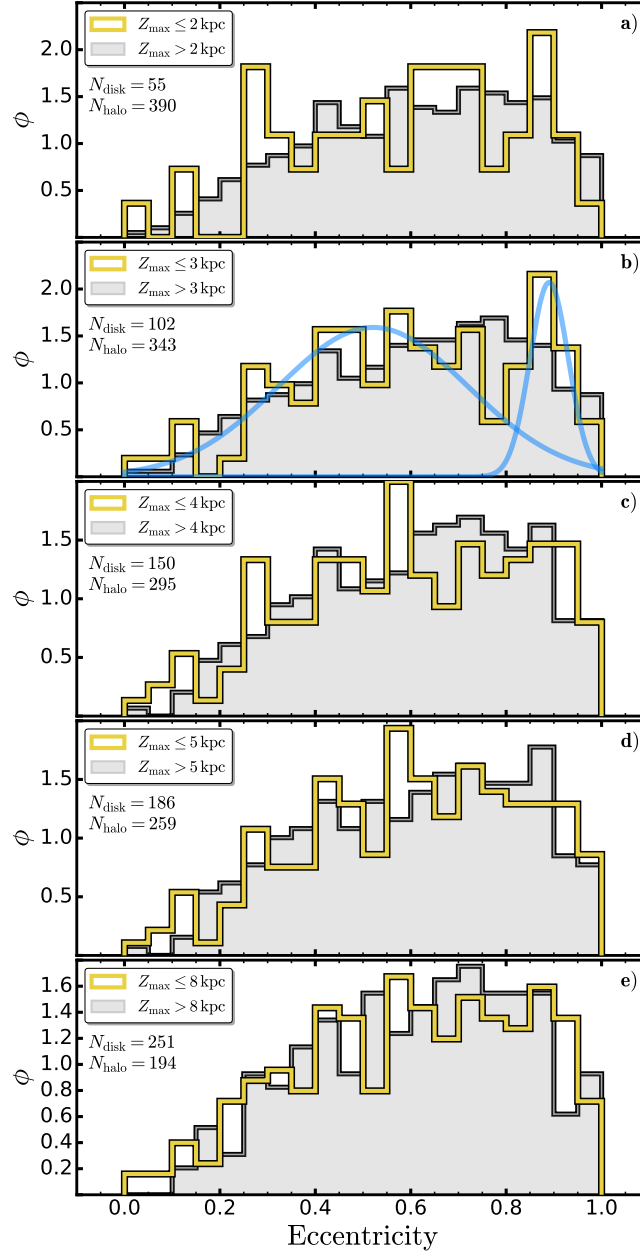 a)
Z_max ≤ 2 kpc
Z_max > 2 kpc
N_disk = 55
N_halo = 390
2.0
1.5
1.0
0.5
ϕ
b)
Z_max ≤ 3 kpc
Z_max > 3 kpc
N_disk = 102
N_halo = 343
2.0
1.5
1.0
0.5
ϕ
c)
Z_max ≤ 4 kpc
Z_max > 4 kpc
N_disk = 150
N_halo = 295
1.5
1.0
0.5
ϕ
d)
Z_max ≤ 5 kpc
Z_max > 5 kpc
N_disk = 186
N_halo = 259
1.5
1.0
0.5
ϕ
e)
Z_max ≤ 8 kpc
Z_max > 8 kpc
N_disk = 251
N_halo = 194
1.6
1.4
1.2
1.0
0.8
0.6
0.4
0.2
ϕ
0.0 0.2 0.4 0.6 0.8 1.0
Eccentricity